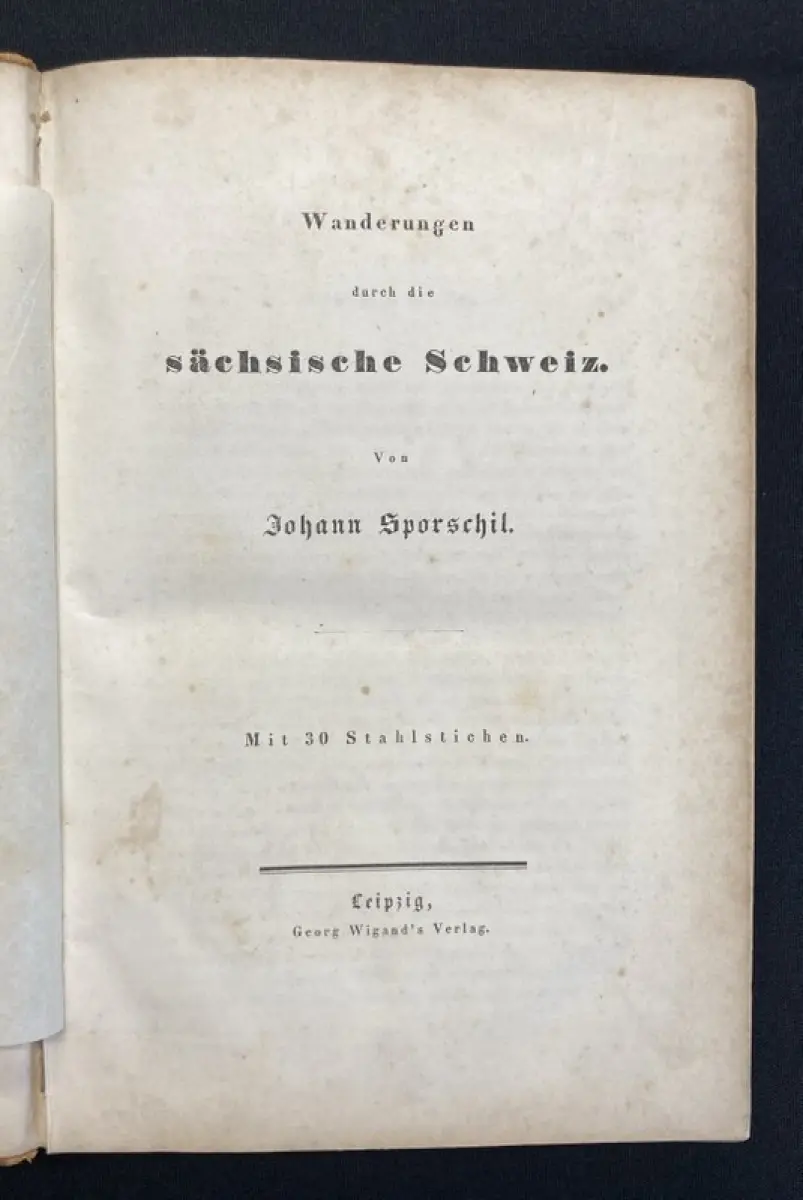 Wanderungen
durch die
sächsische Schweiz.
Von
Johann Sporschil.
Mit 30 Stahlstichen.
Leipzig,
Georg Wigand's Verlag.